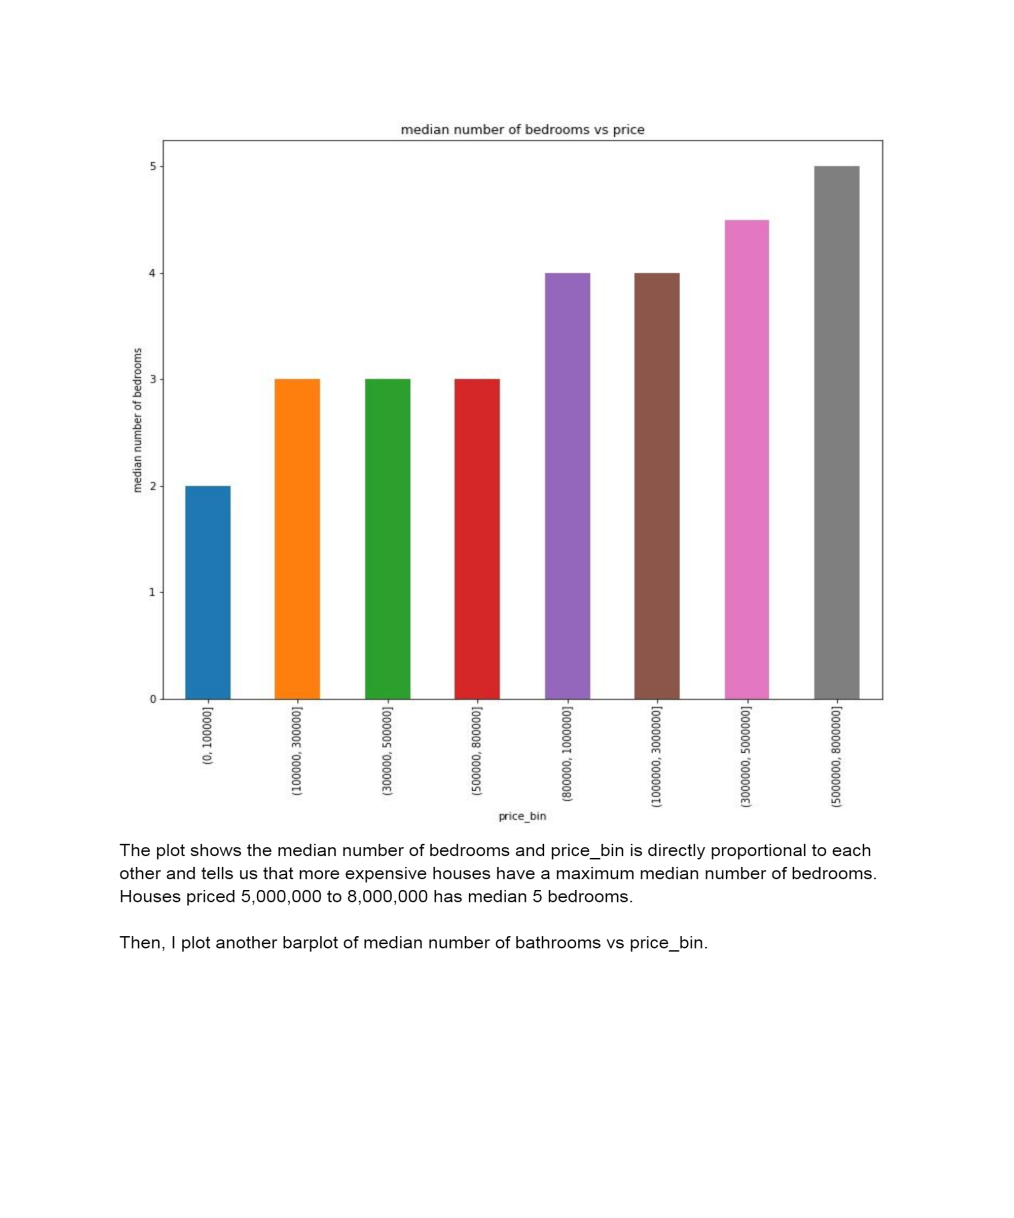 median number of bedrooms vs price
5
4
3
2
1
0
median number of bedrooms
(0, 100000]
(100000, 300000]
(300000, 500000]
(500000, 800000]
(800000, 1000000]
(1000000, 3000000]
(3000000, 5000000]
(5000000, 8000000]
price_bin
The plot shows the median number of bedrooms and price_bin is directly proportional to each
other and tells us that more expensive houses have a maximum median number of bedrooms.
Houses priced 5,000,000 to 8,000,000 has median 5 bedrooms.
Then, I plot another barplot of median number of bathrooms vs price_bin.